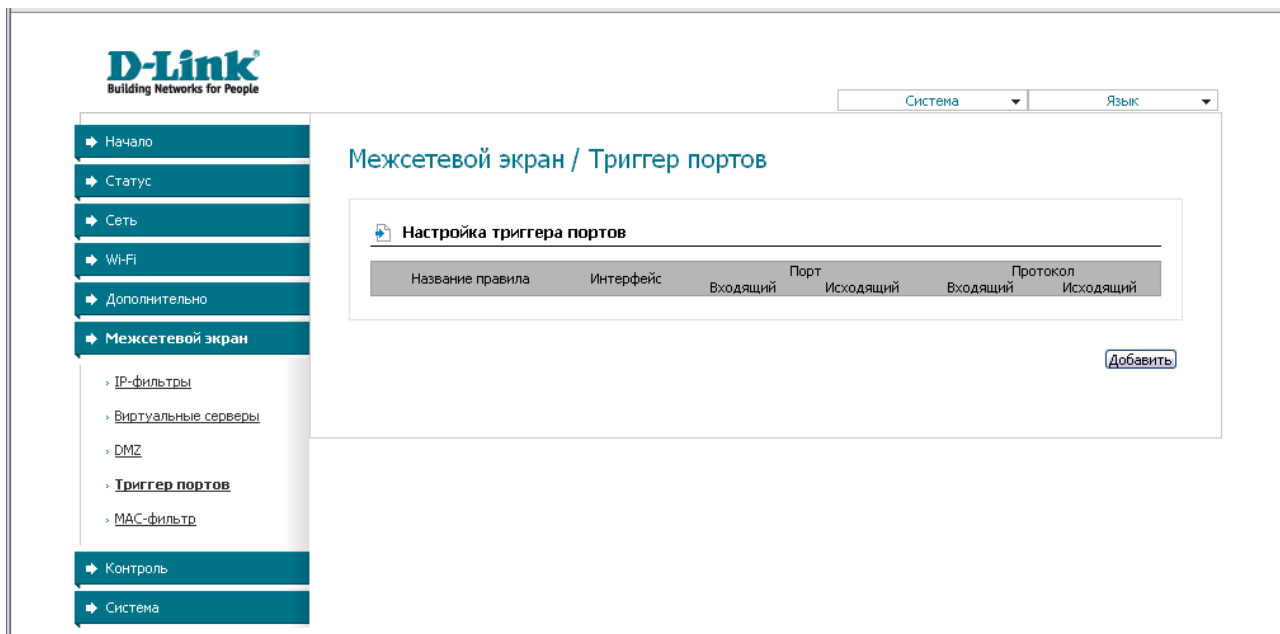 D-Link
Building Networks for People
Система
Язык
Начало
Статус
Сеть
Wi-Fi
Дополнительно
Межсетевой экран
IP-фильтры
Виртуальные серверы
DMZ
Триггер портов
MAC-фильтр
Контроль
Система
Межсетевой экран / Триггер портов
Настройка триггера портов
Название правила Интерфейс Порт Протокол
Входящий Исходящий Входящий Исходящий
Добавить